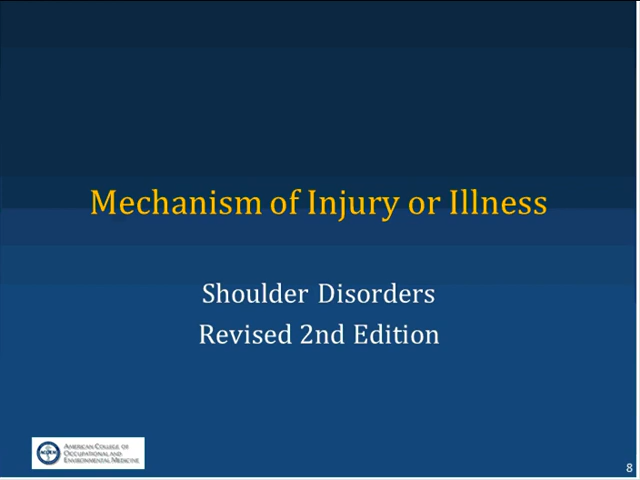 Mechanism of Injury or Illness
Shoulder Disorders
Revised 2nd Edition
American College of
Occupational and
Environmental Medicine
8